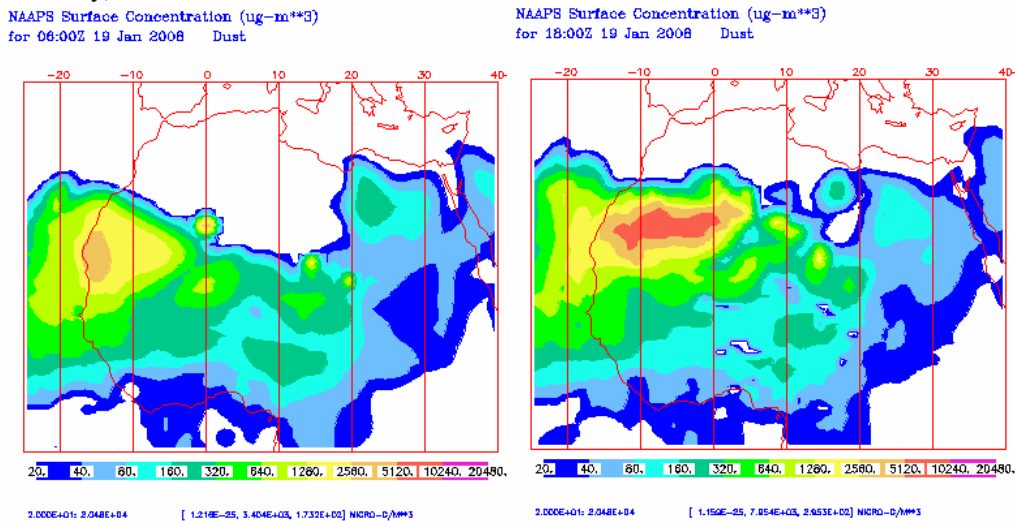 NAAPS Surface Concentration (ug-m**3)
for 06:00Z 19 Jan 2008 Dust
-20 -10 0 10 20 30 40-
20. 40. 80. 160. 320. 640. 1280. 2560. 5120. 10240. 20480.
2.000E+01: 2.048E+04 [ 1.216E-25, 3.404E+03, 1.732E+02] MICRO-G/M**3
NAAPS Surface Concentration (ug-m**3)
for 18:00Z 19 Jan 2008 Dust
-20 -10 0 10 20 30 40-
20. 40. 80. 160. 320. 640. 1280. 2560. 5120. 10240. 20480.
2.000E+01: 2.048E+04 [ 1.159E-25, 7.954E+03, 2.953E+02] MICRO-G/M**3